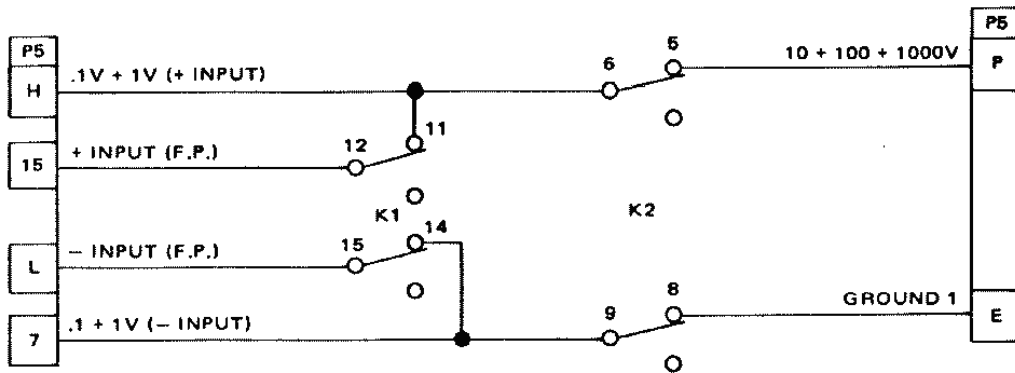 P5
H
.1V + 1V (+ INPUT)
15
+ INPUT (F.P.)
12
11
K1
L
– INPUT (F.P.)
15
14
7
.1 + 1V (– INPUT)
6
5
10 + 100 + 1000V
P5
P
K2
9
8
GROUND 1
E